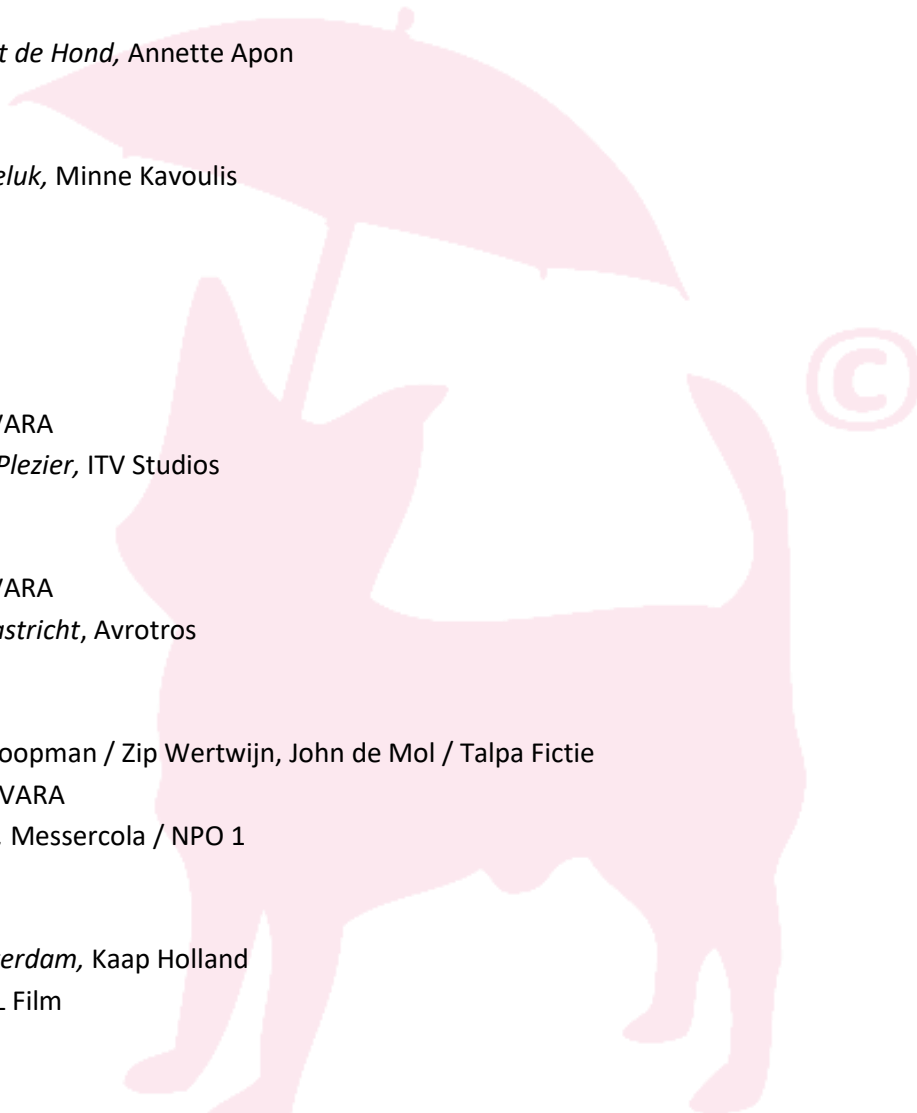 t de Hond, Annette Apon
eluk, Minne Kavoulis
©
VARA
Plezier, ITV Studios
VARA
astricht, Avrotros
oopman / Zip Wertwijn, John de Mol / Talpa Fictie
VARA
. Messercola / NPO 1
erdam, Kaap Holland
L Film